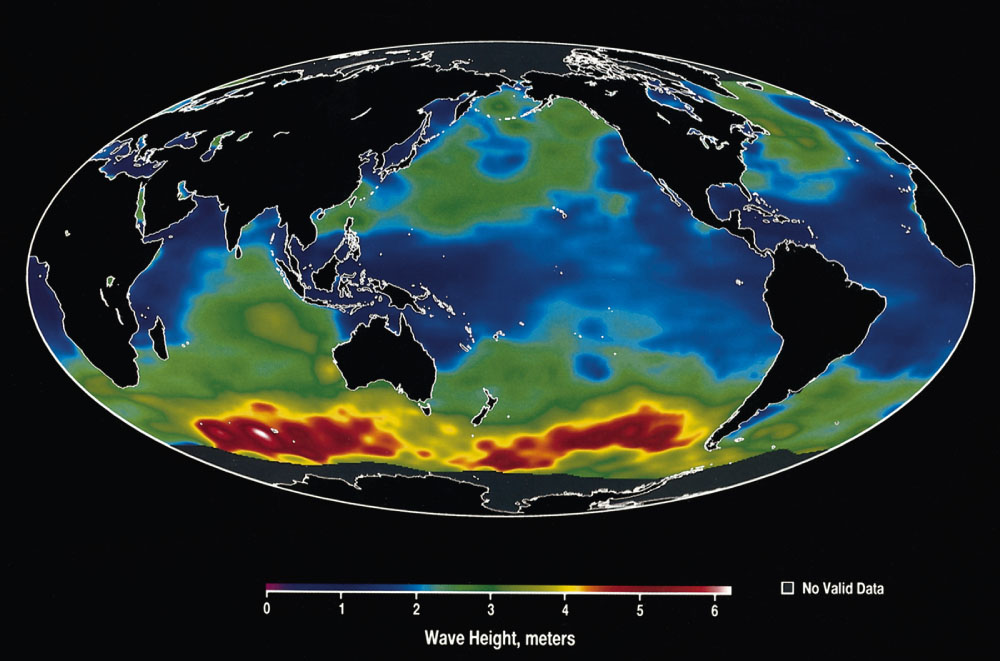 0 1 2 3 4 5 6
No Valid Data
Wave Height, meters